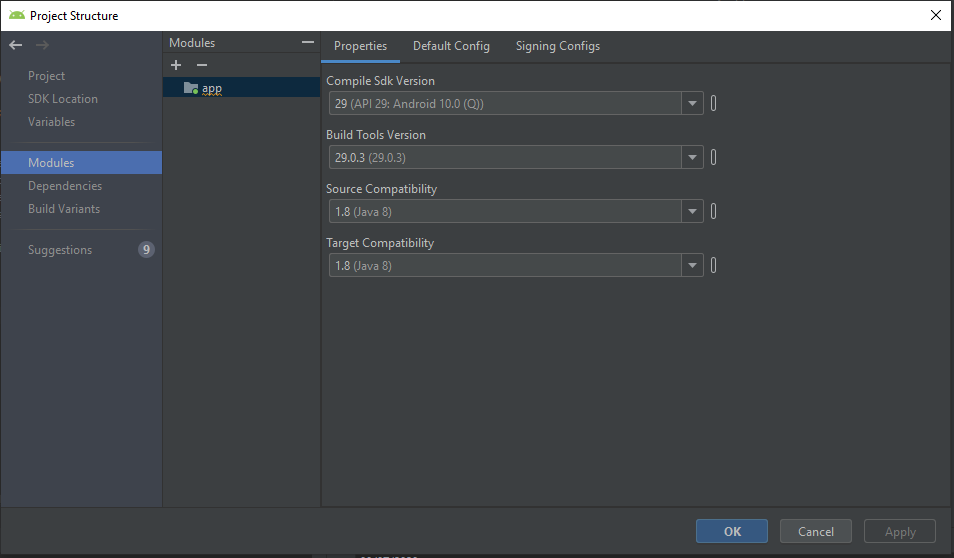 Project Structure
Project
SDK Location
Variables
Modules
Dependencies
Build Variants
Suggestions 9
Modules
app
Properties Default Config Signing Configs
Compile Sdk Version
29 (API 29: Android 10.0 (Q))
Build Tools Version
29.0.3 (29.0.3)
Source Compatibility
1.8 (Java 8)
Target Compatibility
1.8 (Java 8)
OK Cancel Apply